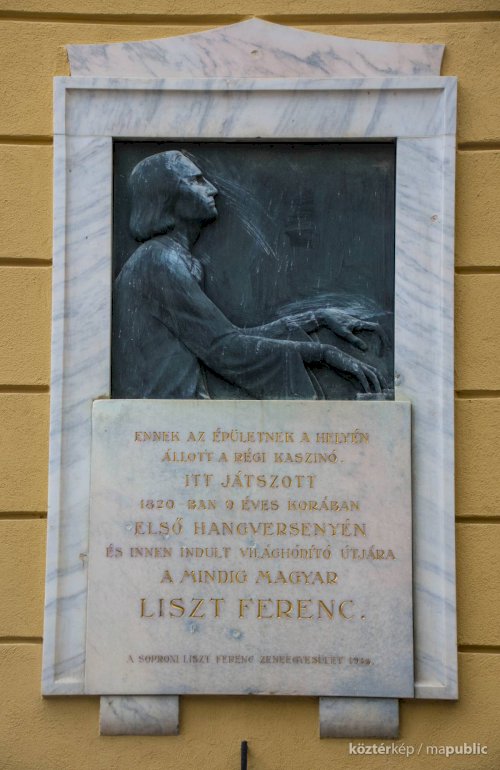 ENNEK AZ ÉPÜLETNEK A HELYÉN
ÁLLOTT A RÉGI KASZINÓ.
ITT JÁTSZOTT
1820-BAN 9 ÉVES KORÁBAN
ELSŐ HANGVERSENYÉN
ÉS INNEN INDULT VILÁGHÓDÍTÓ ÚTJÁRA
A MINDIG MAGYAR
LISZT FERENC.
A SOPRONI LISZT FERENC ZENEEGYESÜLET
köztérkép / mapublic